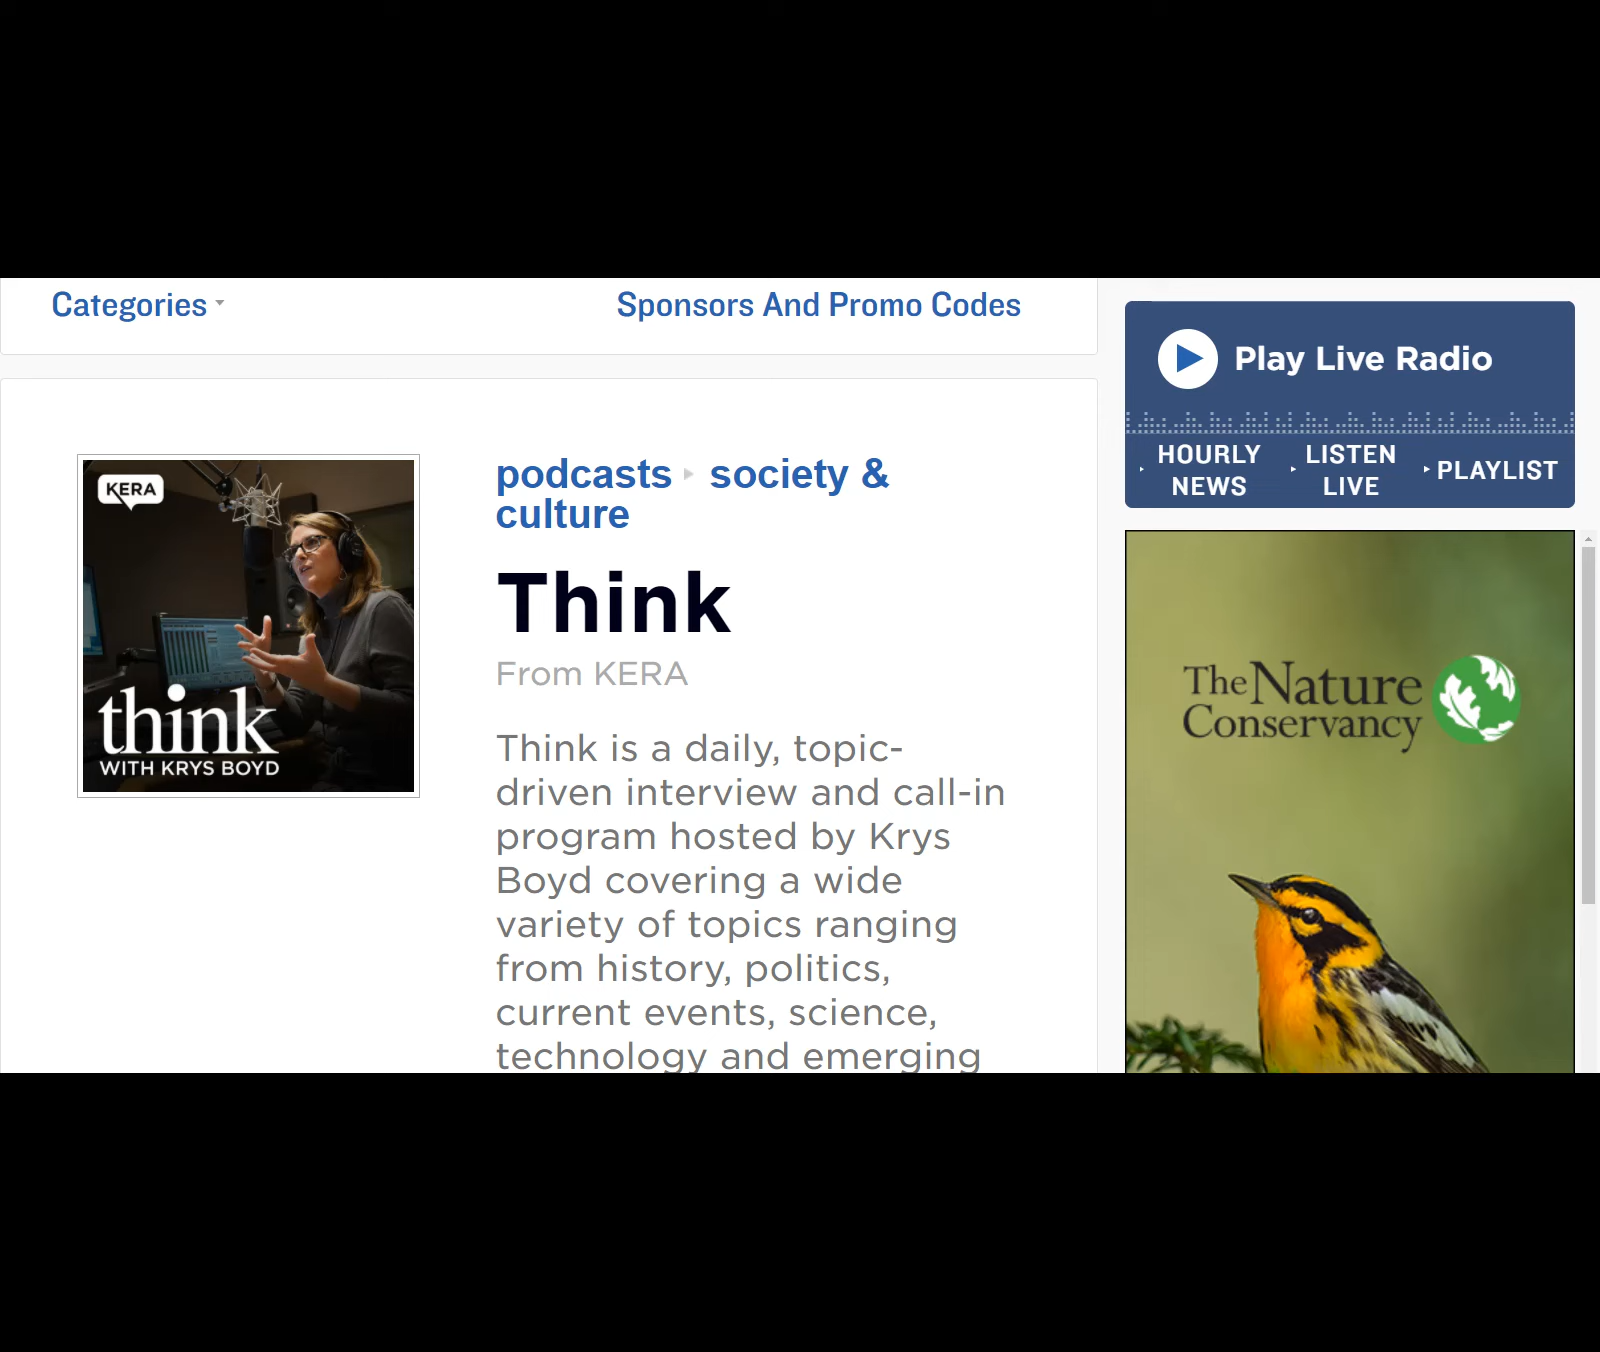 Categories
Sponsors And Promo Codes
KERA
think
WITH KRYS BOYD
podcasts society &
culture
Think
From KERA
Think is a daily, topic-
driven interview and call-in
program hosted by Krys
Boyd covering a wide
variety of topics ranging
from history, politics,
current events, science,
technology and emerging
Play Live Radio
HOURLY
NEWS
LISTEN
LIVE
PLAYLIST
The Nature
Conservancy